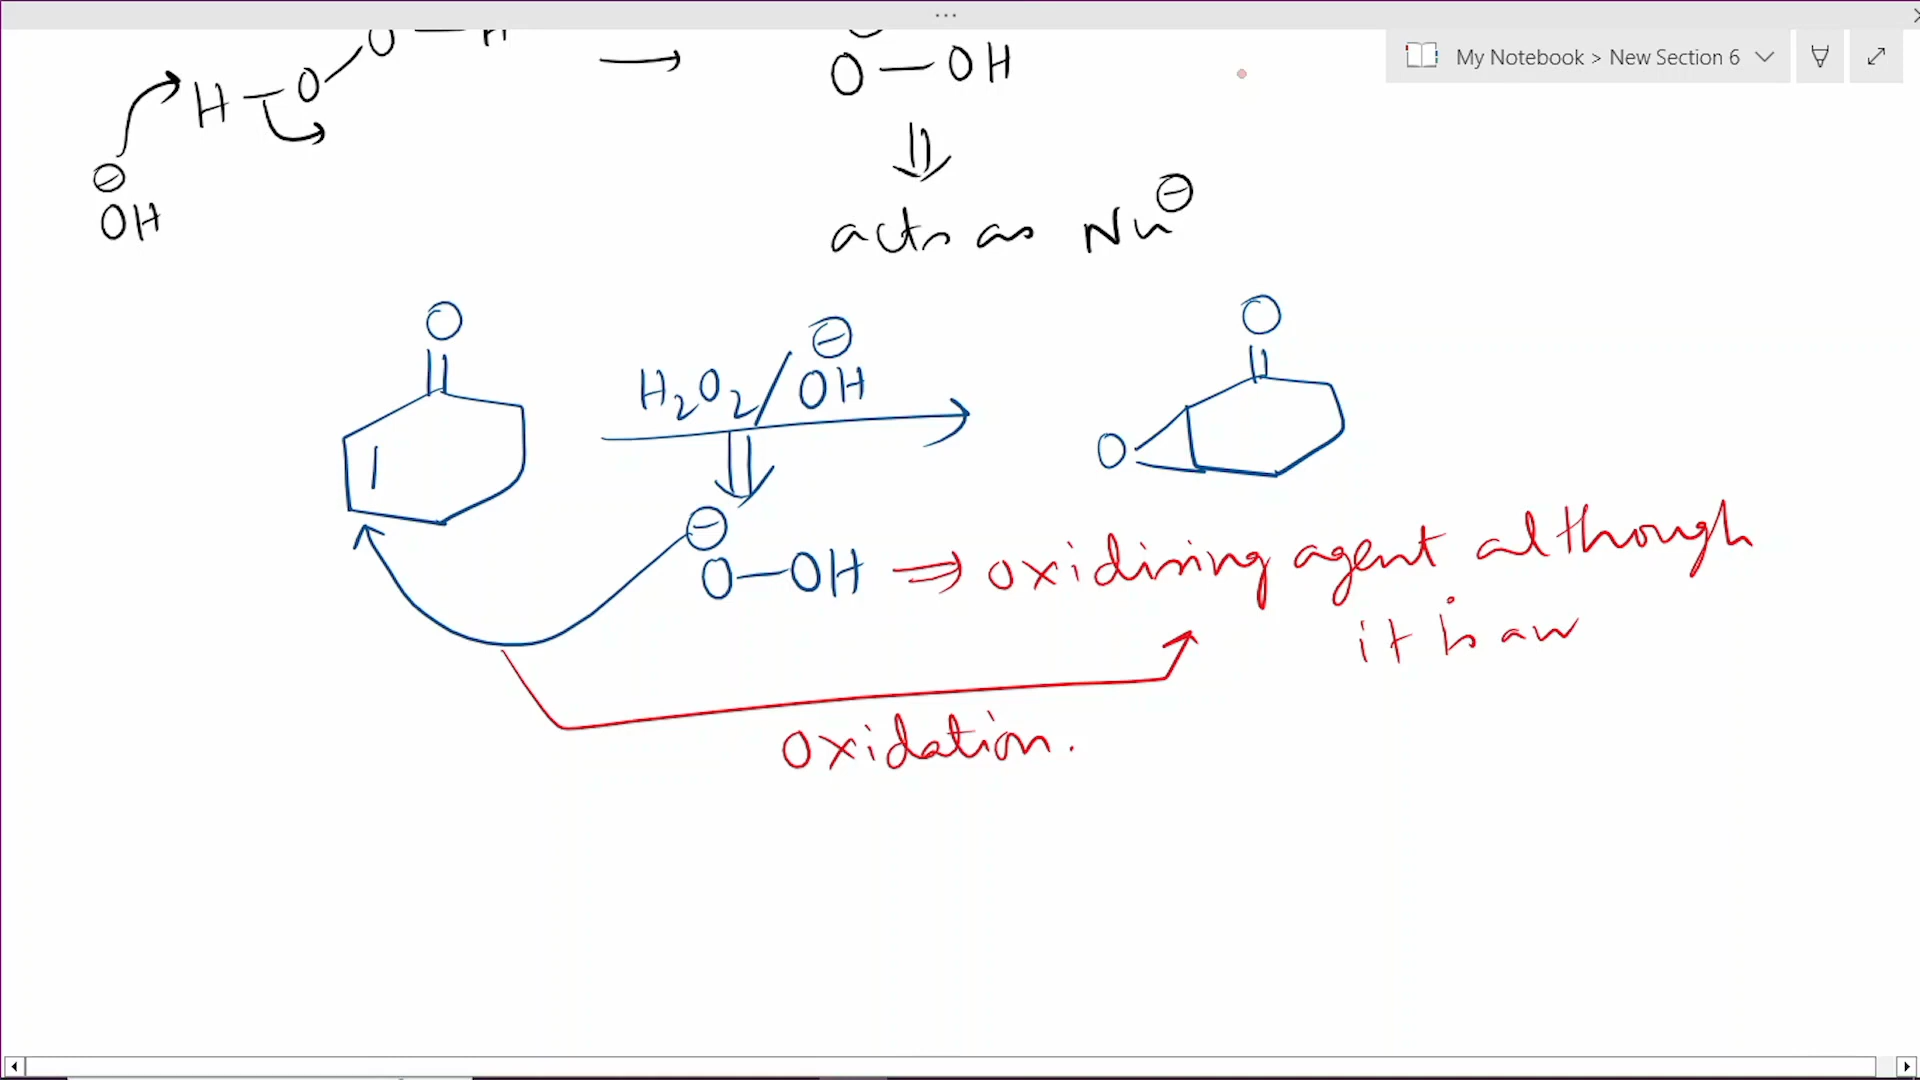 My Notebook > New Section 6
H O O H → O — OH
⊖
OH
acts as Nu⊖
O
H₂O₂ / ⊖OH
O
O
⊖
O—OH ⇒ oxidising agent although
it is an
oxidation.